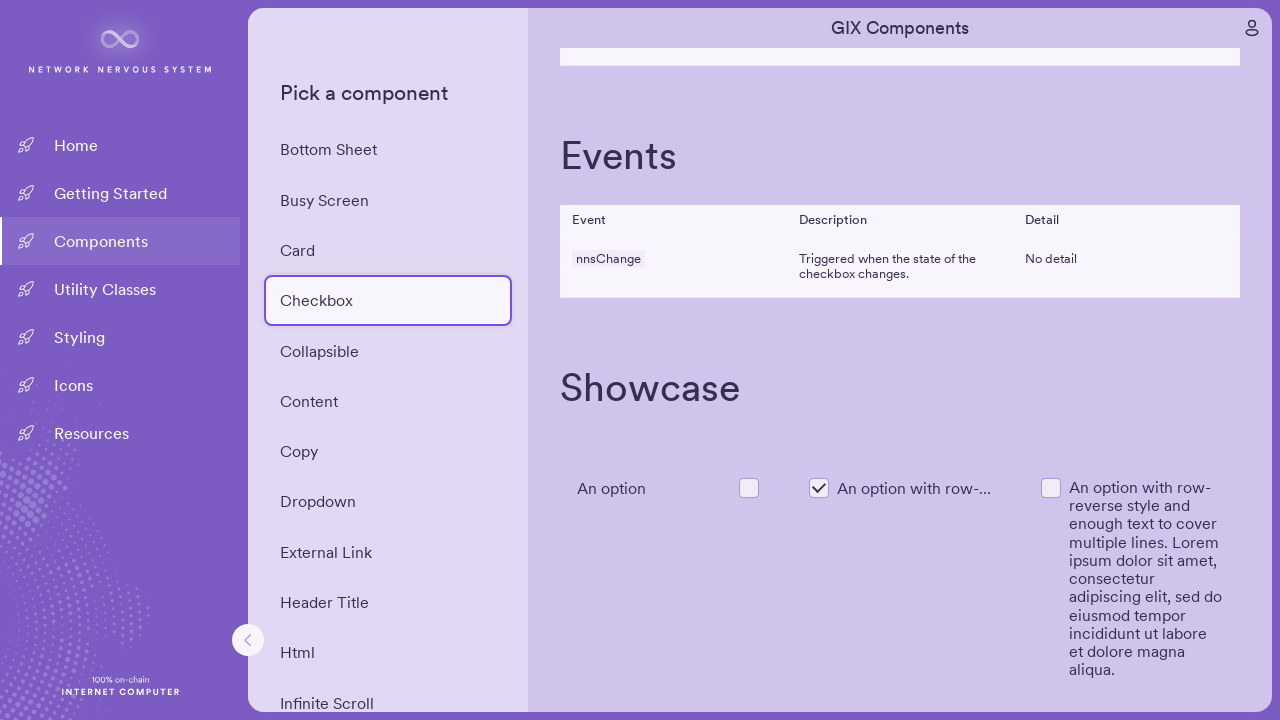 NETWORK NERVOUS SYSTEM
Home
Getting Started
Components
Utility Classes
Styling
Icons
Resources
100% on-chain
INTERNET COMPUTER
Pick a component
Bottom Sheet
Busy Screen
Card
Checkbox
Collapsible
Content
Copy
Dropdown
External Link
Header Title
Html
Infinite Scroll
GIX Components
Events
Event Description Detail
nnsChange Triggered when the state of the checkbox changes. No detail
Showcase
An option
An option with row-...
An option with row-
reverse style and
enough text to cover
multiple lines. Lorem
ipsum dolor sit amet,
consectetur
adipiscing elit, sed do
eiusmod tempor
incididunt ut labore
et dolore magna
aliqua.